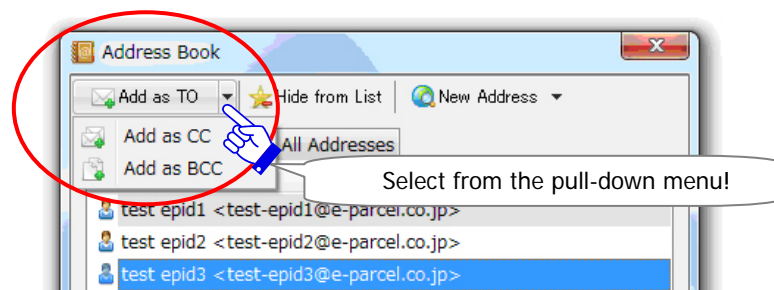 Address Book
Add as TO Hide from List New Address
Add as CC
All Addresses
Add as BCC
Select from the pull-down menu!
test epid1 <test-epid1@e-parcel.co.jp>
test epid2 <test-epid2@e-parcel.co.jp>
test epid3 <test-epid3@e-parcel.co.jp>